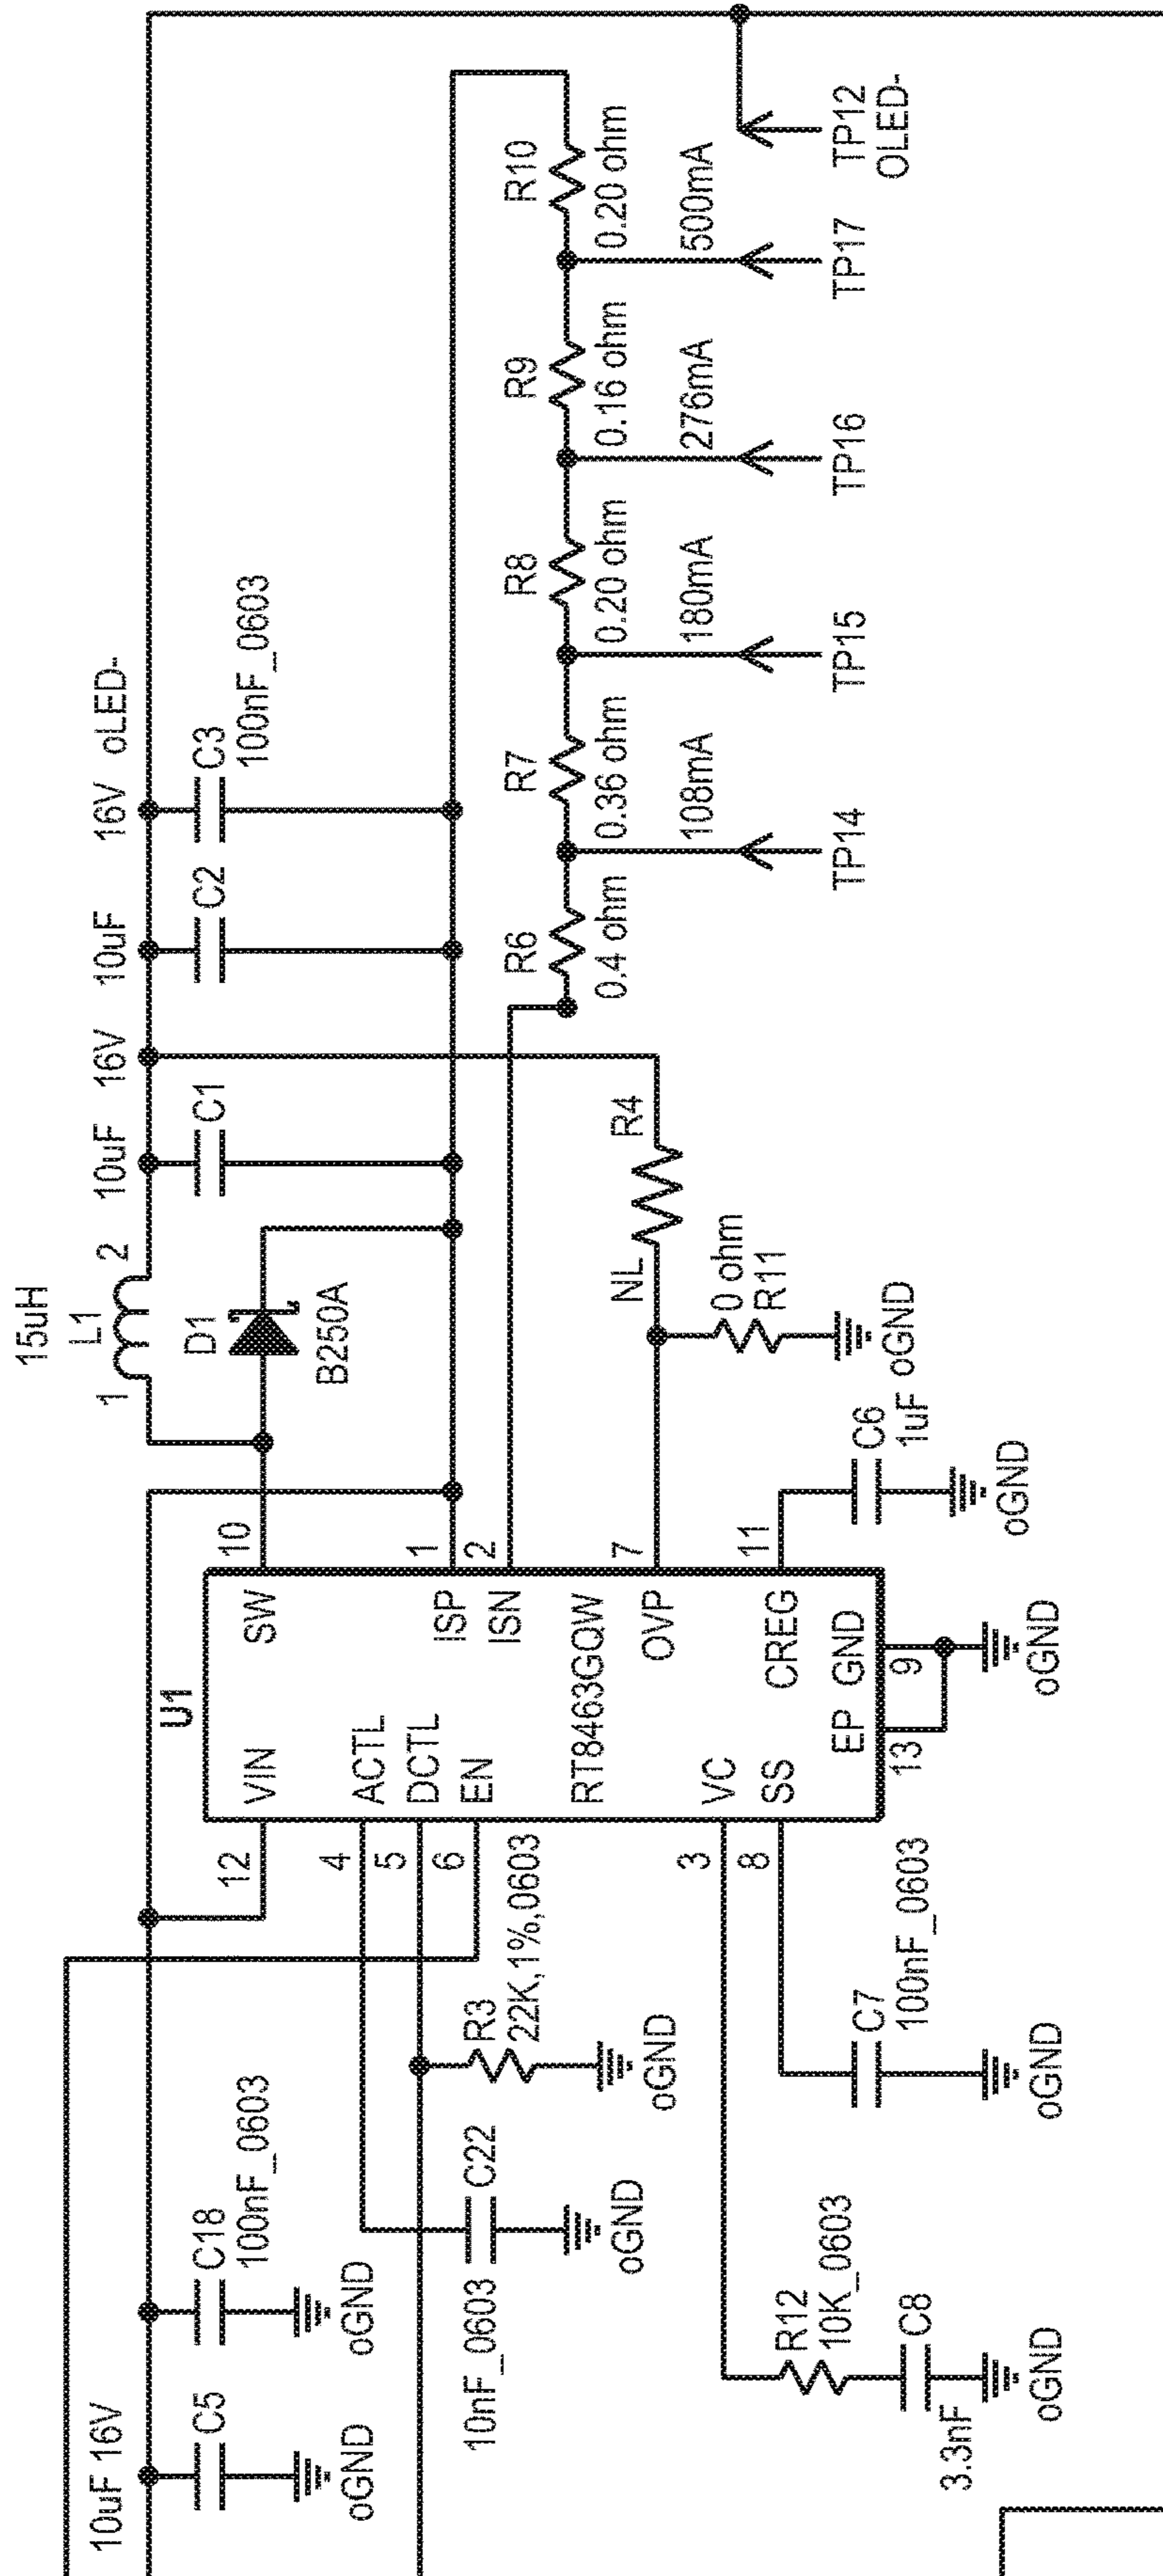 10uF 16V
C5
oGND
C18
100nF_0603
oGND
10nF_0603
C22
oGND
R3
22K,1%,0603
oGND
R12
10K_0603
C8
3.3nF
oGND
C7
100nF_0603
oGND
U1
12
VIN
4
ACTL
5
DCTL
6
EN
3
VC
8
SS
RT8463GQW
SW
10
ISP
1
ISN
2
OVP
7
CREG
11
EP
GND
13
9
oGND
C6
1uF
oGND
15uH
L1
1
2
D1
B250A
10uF
16V
C1
10uF
C2
16V
oLED-
C3
100nF_0603
NL
R4
0 ohm
R11
oGND
R6
0.4 ohm
R7
0.36 ohm
108mA
TP14
R8
0.20 ohm
180mA
TP15
R9
0.16 ohm
276mA
TP16
R10
0.20 ohm
500mA
TP17
TP12
OLED-